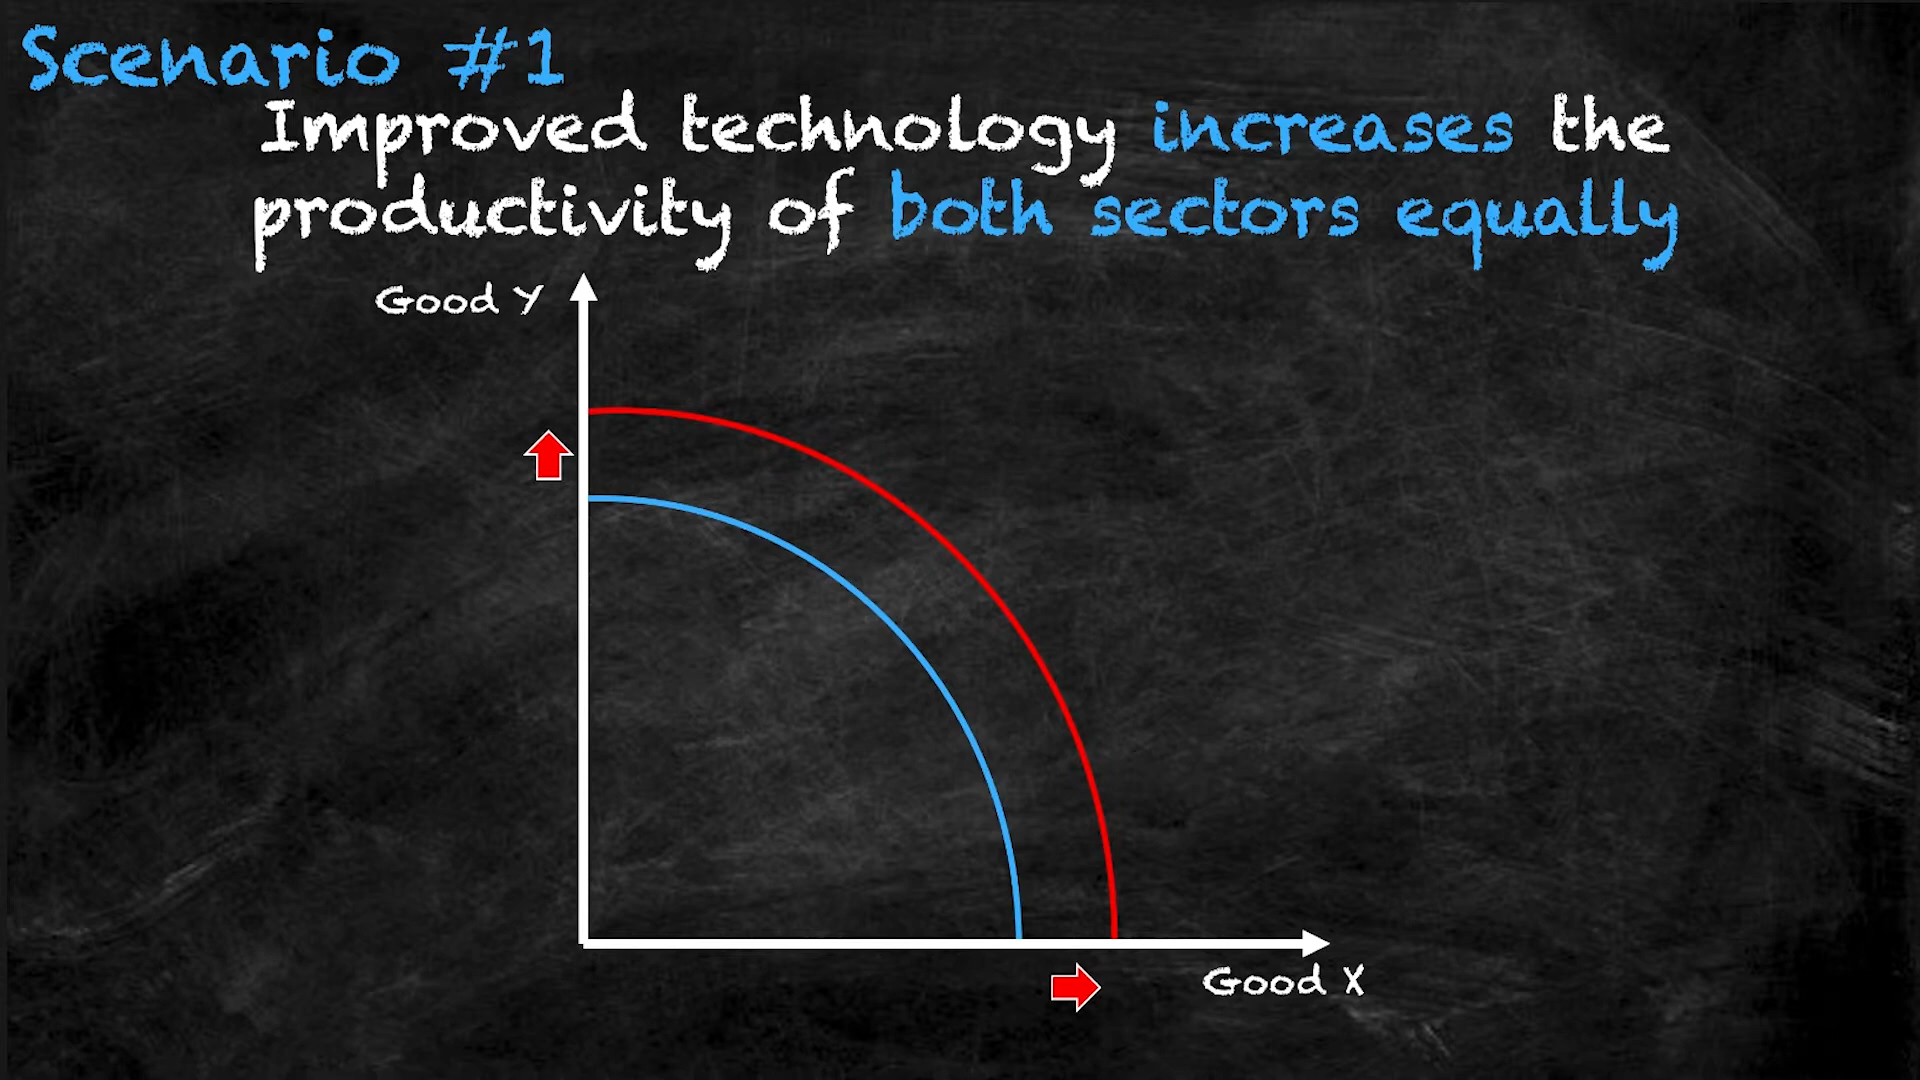 Scenario #1
Improved technology increases the
productivity of both sectors equally
Good Y
Good X